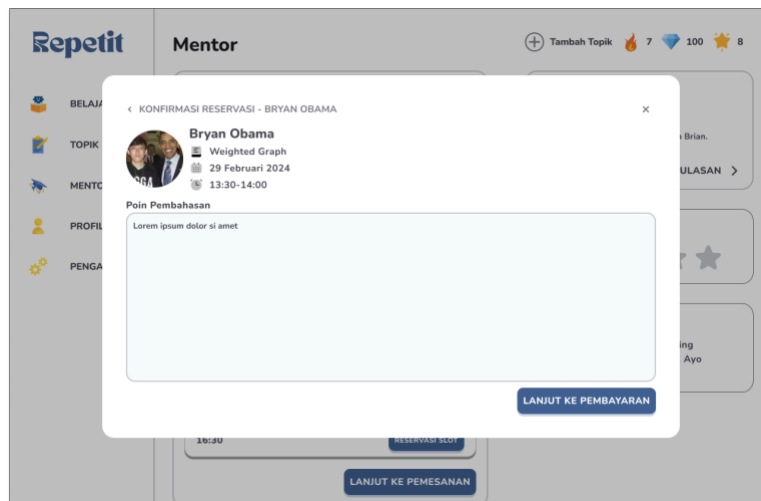 Repetit
Mentor
Tambah Topik 7 100 8
BELAJA
TOPIK
MENTO
PROFIL
PENGA
‹ KONFIRMASI RESERVASI - BRYAN OBAMA ×
Bryan Obama
Weighted Graph
29 Februari 2024
13:30-14:00
Poin Pembahasan
Lorem ipsum dolor si amet
LANJUT KE PEMBAYARAN
Brian.
ULASAN >
ing
Ayo
16:30 RESERVASI SLOT
LANJUT KE PEMESANAN